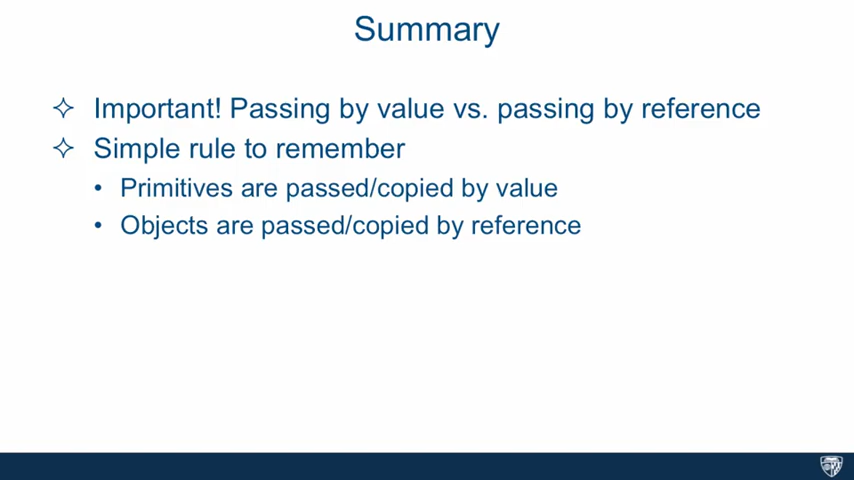 Summary
✧ Important! Passing by value vs. passing by reference
✧ Simple rule to remember
• Primitives are passed/copied by value
• Objects are passed/copied by reference